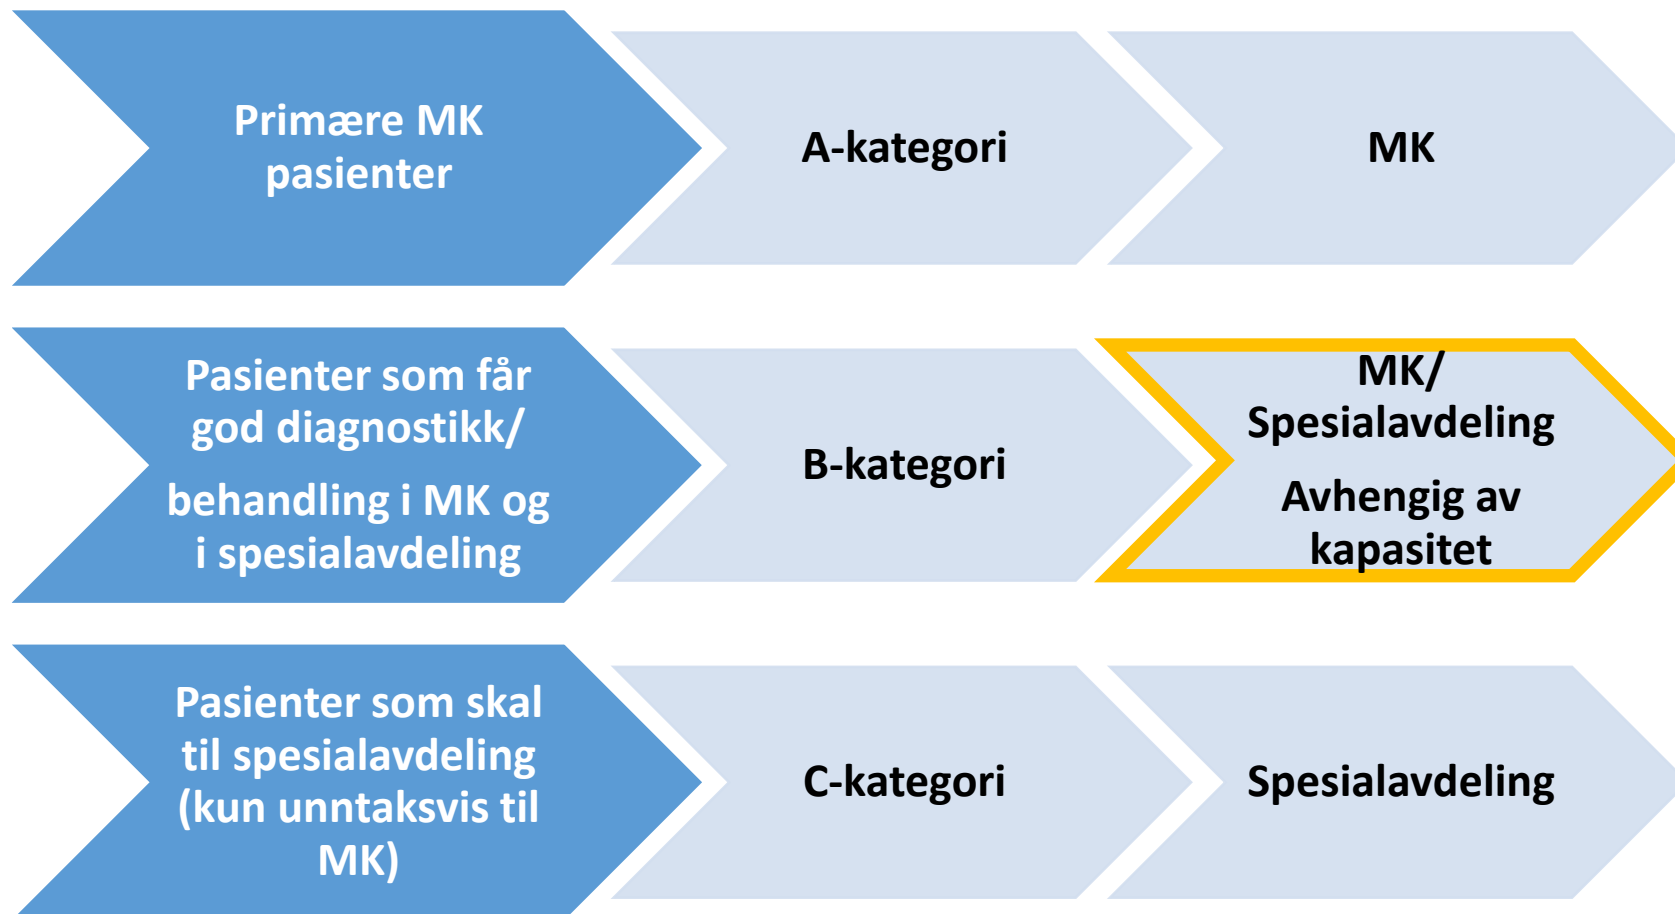 Primære MK
pasienter
A-kategori
MK
Pasienter som får
god diagnostikk/
behandling i MK og
i spesialavdeling
B-kategori
MK/
Spesialavdeling
Avhengig av
kapasitet
Pasienter som skal
til spesialavdeling
(kun unntaksvis til
MK)
C-kategori
Spesialavdeling